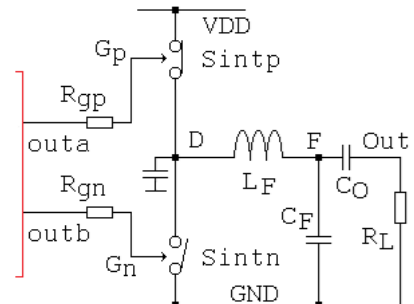 VDD
Gp
Sintp
Rgp
outa
D
F
Out
LF
CO
Rgn
outb
CF
RL
Gn
Sintn
GND